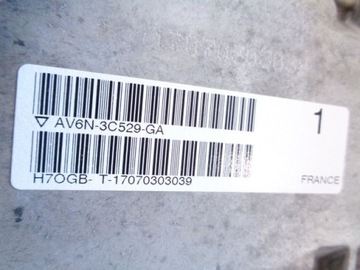 1
▽ AV6N-3C529-GA
H7OGB- T-17070303039
FRANCE